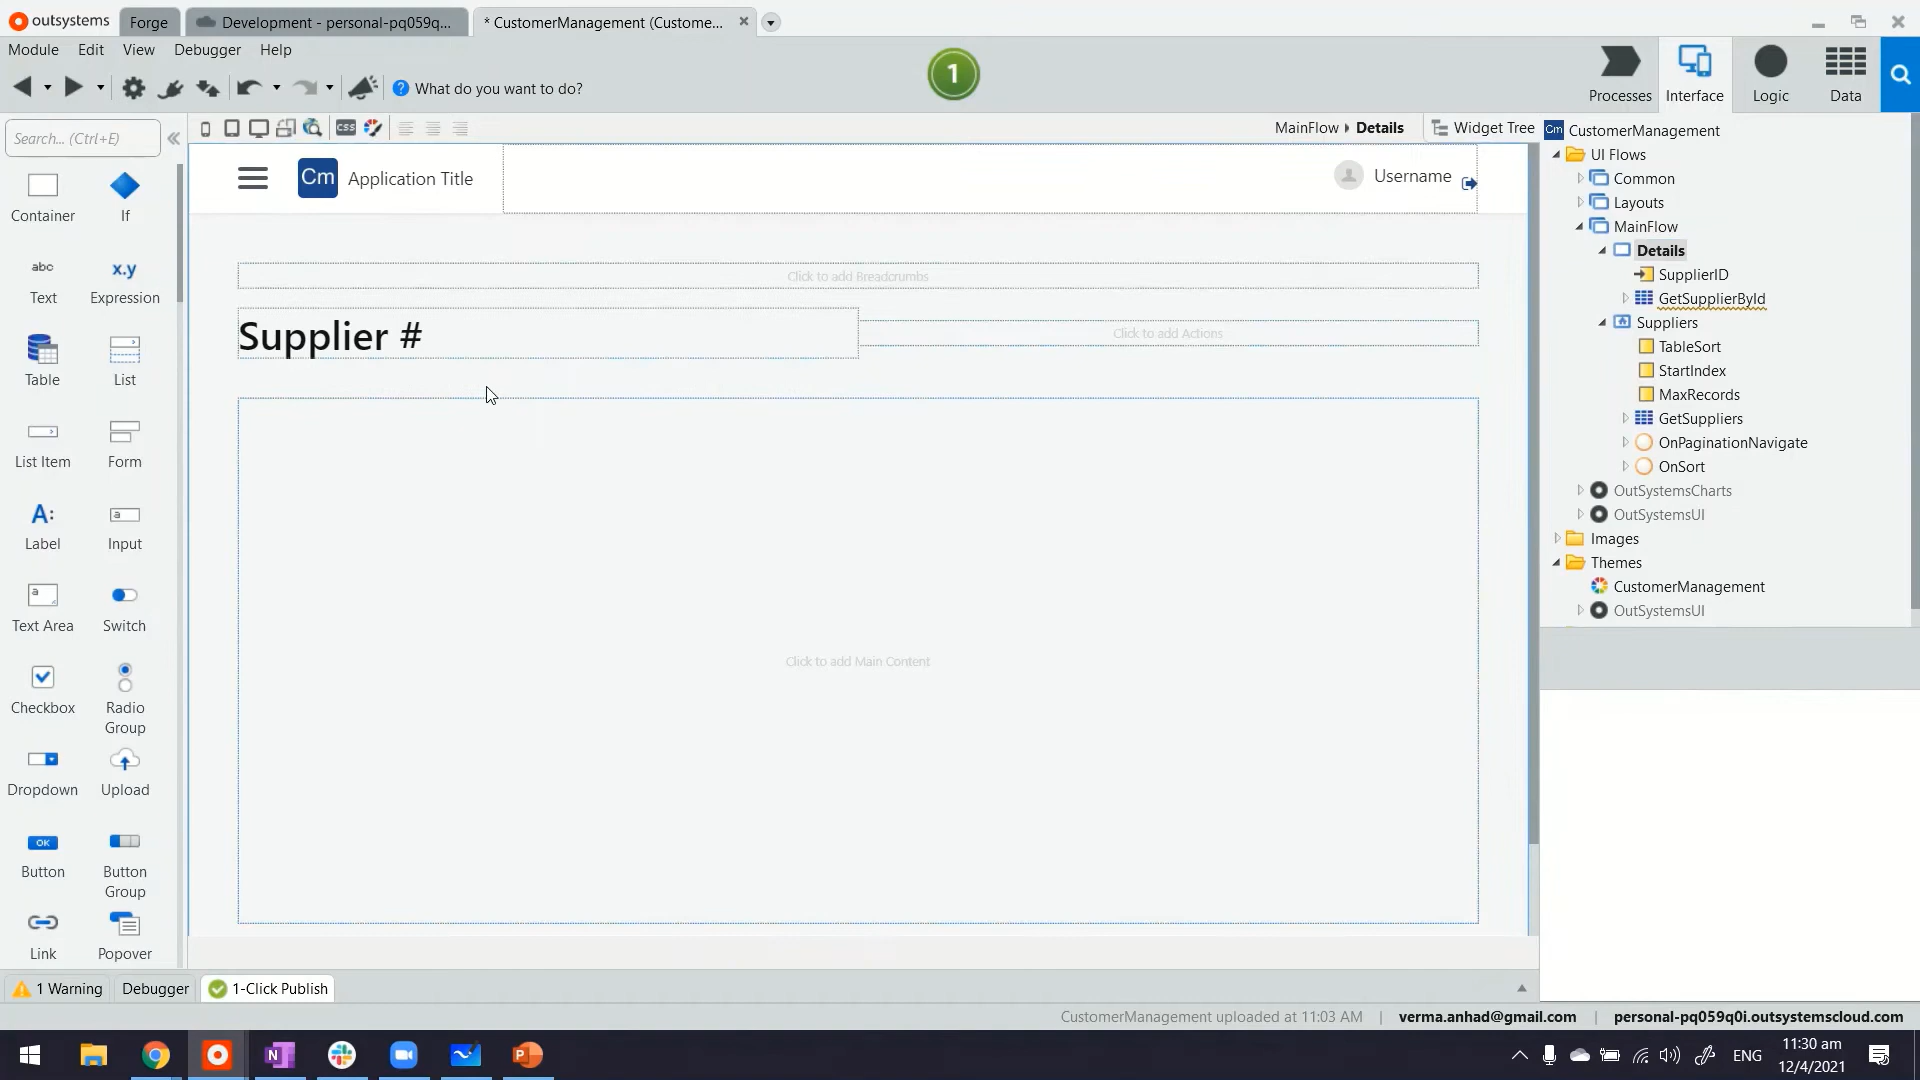 outsystems
Forge
Development - personal-pq059q...
* CustomerManagement (Custome...
Module
Edit
View
Debugger
Help
What do you want to do?
1
Processes
Interface
Logic
Data
Search... (Ctrl+E)
CSS
MainFlow
Details
Widget Tree
Container
If
abc
Text
x.y
Expression
Table
List
List Item
Form
A:
Label
a
Input
a
Text Area
Switch
Checkbox
Radio
Group
Dropdown
Upload
OK
Button
Button
Group
Link
Popover
Cm
Application Title
Username
Click to add Breadcrumbs
Supplier #
Click to add Actions
Click to add Main Content
Cm
CustomerManagement
UI Flows
Common
Layouts
MainFlow
Details
SupplierID
GetSupplierById
Suppliers
TableSort
StartIndex
MaxRecords
GetSuppliers
OnPaginationNavigate
OnSort
OutSystemsCharts
OutSystemsUI
Images
Themes
CustomerManagement
OutSystemsUI
1 Warning
Debugger
1-Click Publish
CustomerManagement uploaded at 11:03 AM
verma.anhad@gmail.com
personal-pq059q0i.outsystemscloud.com
N
P
ENG
11:30 am
12/4/2021